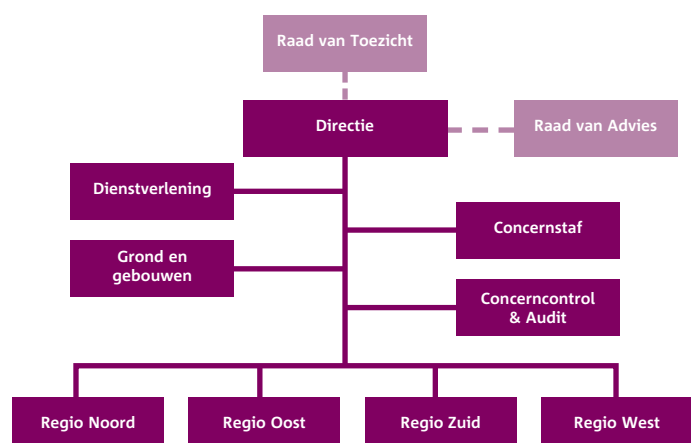 Raad van Toezicht
Directie
Raad van Advies
Dienstverlening
Concernstaf
Grond en
gebouwen
Concerncontrol
& Audit
Regio Noord
Regio Oost
Regio Zuid
Regio West